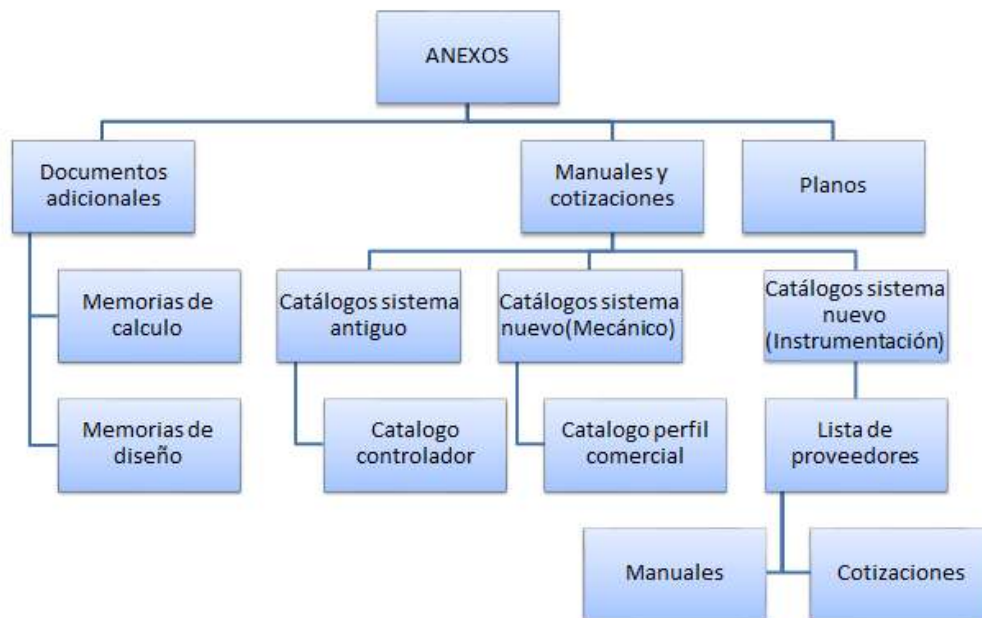 ANEXOS
Documentos
adicionales
Manuales y
cotizaciones
Planos
Memorias de
calculo
Catálogos sistema
antiguo
Catálogos sistema
nuevo(Mecánico)
Catálogos sistema
nuevo
(Instrumentación)
Memorias de
diseño
Catalogo
controlador
Catalogo perfil
comercial
Lista de
proveedores
Manuales
Cotizaciones